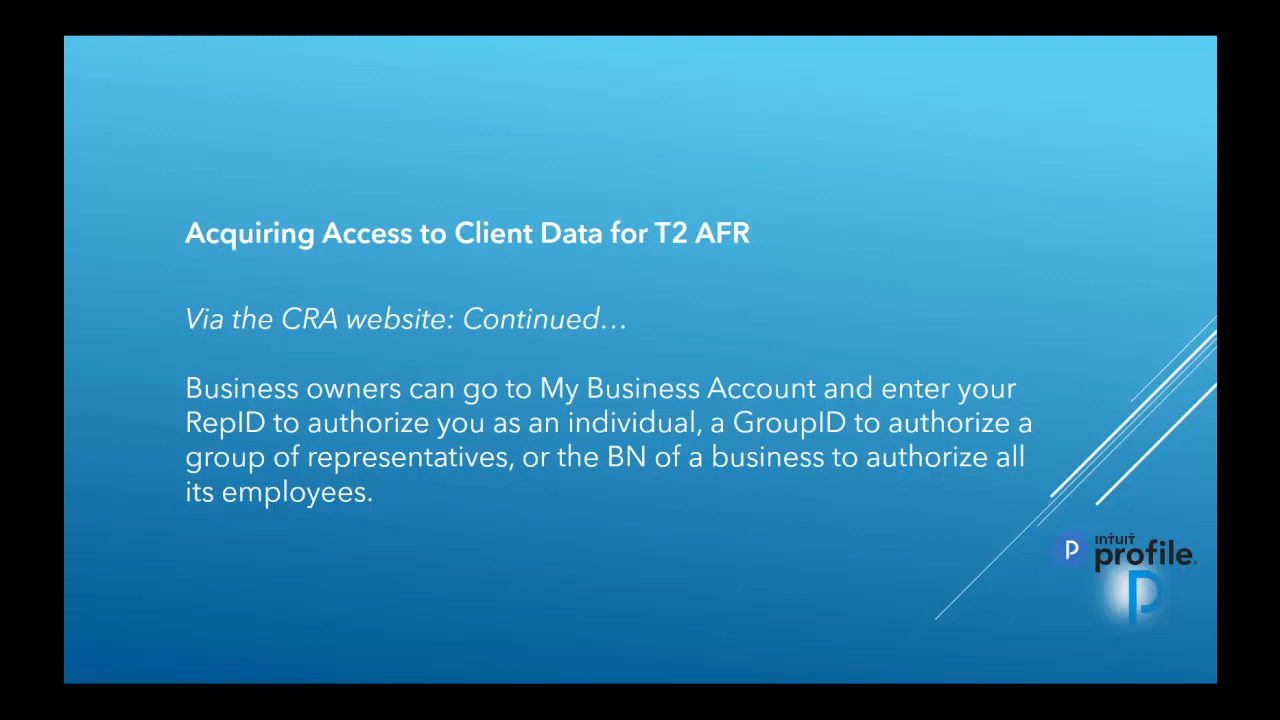 Acquiring Access to Client Data for T2 AFR
Via the CRA website: Continued…
Business owners can go to My Business Account and enter your
RepID to authorize you as an individual, a GroupID to authorize a
group of representatives, or the BN of a business to authorize all
its employees.
P
ıntuıt
profile.
P